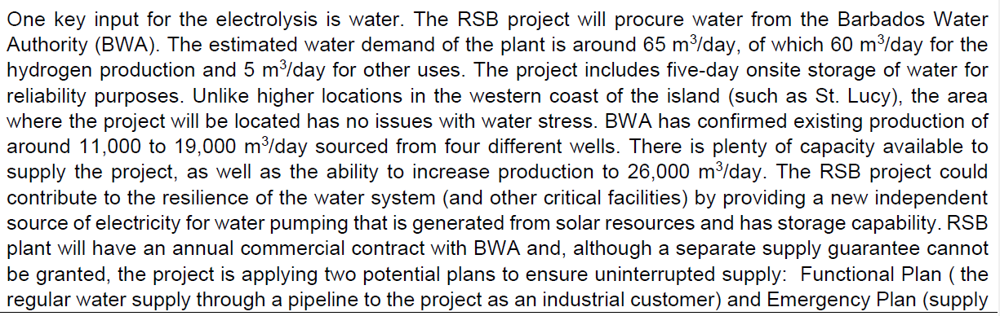 One key input for the electrolysis is water. The RSB project will procure water from the Barbados Water
Authority (BWA). The estimated water demand of the plant is around 65 m³/day, of which 60 m³/day for the
hydrogen production and 5 m³/day for other uses. The project includes five-day onsite storage of water for
reliability purposes. Unlike higher locations in the western coast of the island (such as St. Lucy), the area
where the project will be located has no issues with water stress. BWA has confirmed existing production of
around 11,000 to 19,000 m³/day sourced from four different wells. There is plenty of capacity available to
supply the project, as well as the ability to increase production to 26,000 m³/day. The RSB project could
contribute to the resilience of the water system (and other critical facilities) by providing a new independent
source of electricity for water pumping that is generated from solar resources and has storage capability. RSB
plant will have an annual commercial contract with BWA and, although a separate supply guarantee cannot
be granted, the project is applying two potential plans to ensure uninterrupted supply:  Functional Plan ( the
regular water supply through a pipeline to the project as an industrial customer) and Emergency Plan (supply